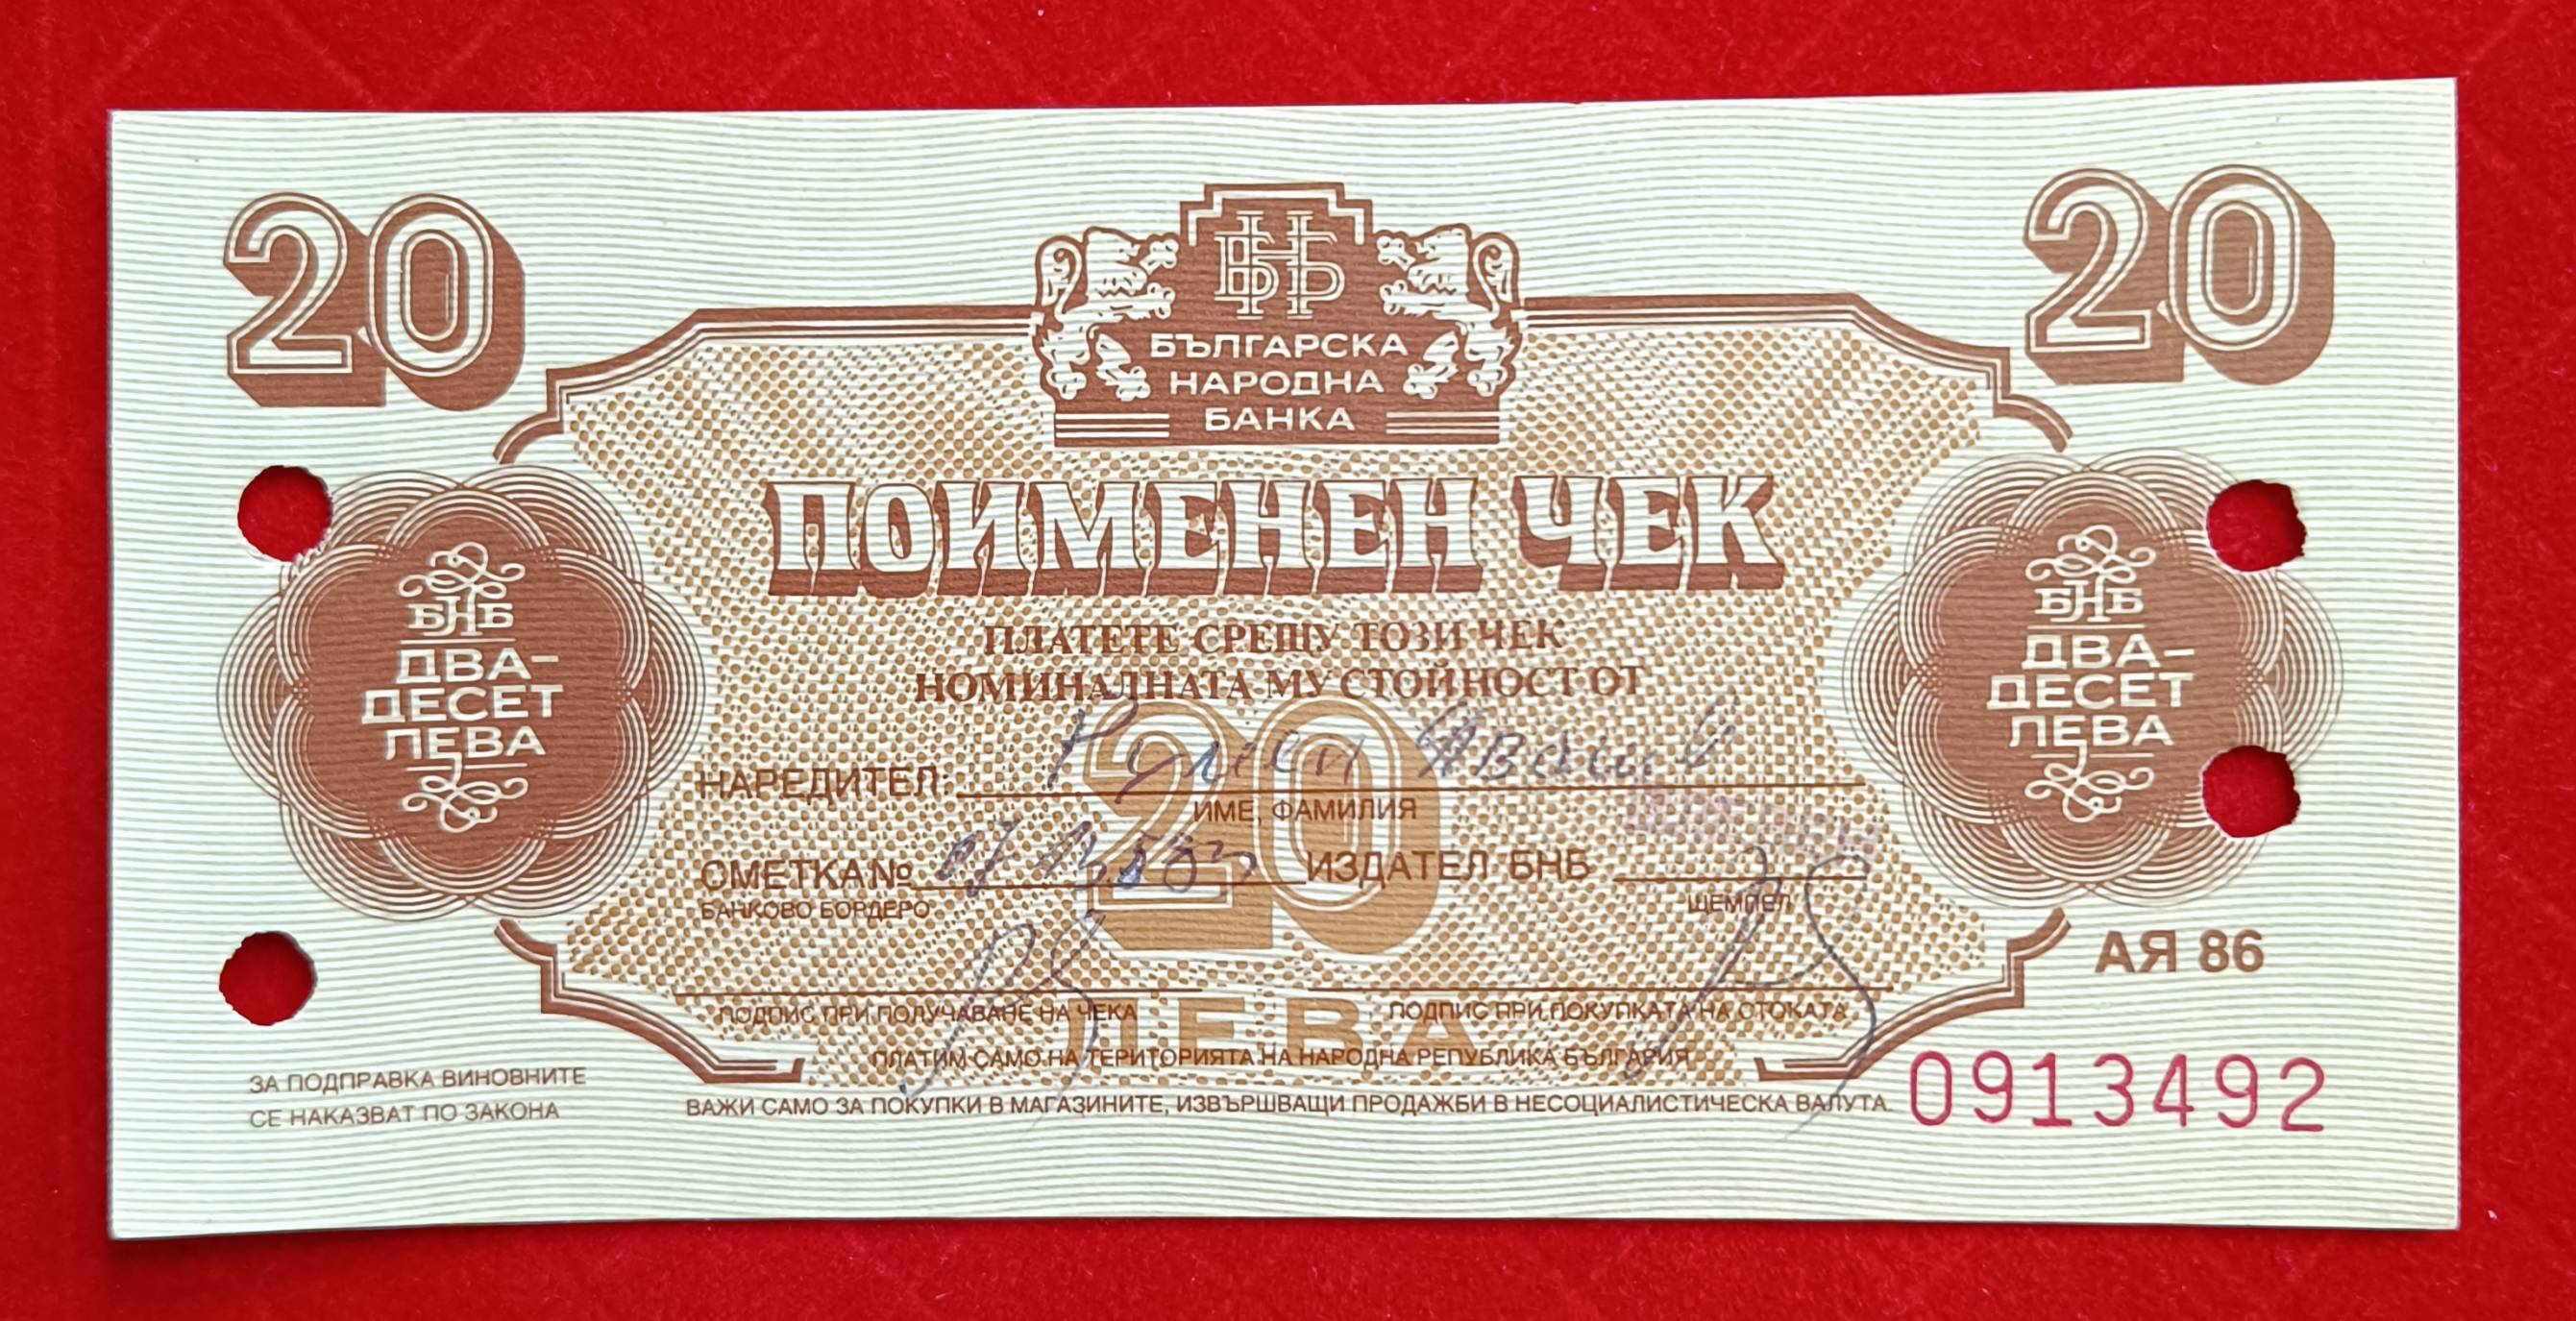 20
20
БНБ
БЪЛГАРСКА
НАРОДНА
БАНКА
ПОИМЕНЕН ЧЕК
ПЛАТЕТЕ СРЕЩУ ТОЗИ ЧЕК
НОМИНАЛНАТА МУ СТОЙНОСТ ОТ
БНБ
ДВА-
ДЕСЕТ
ЛЕВА
БНБ
ДВА-
ДЕСЕТ
ЛЕВА
20
НАРЕДИТЕЛ:
ИМЕ, ФАМИЛИЯ
СМЕТКА № ИЗДАТЕЛ БНБ
БАНКОВО БОРДЕРО ЩЕМПЕЛ
АЯ 86
ЛЕВА
ПОДПИС ПРИ ПОЛУЧАВАНЕ НА ЧЕКА ПОДПИС ПРИ ПОКУПКАТА НА СТОКАТА
ПЛАТИМ САМО НА ТЕРИТОРИЯТА НА НАРОДНА РЕПУБЛИКА БЪЛГАРИЯ
ЗА ПОДПРАВКА ВИНОВНИТЕ
СЕ НАКАЗВАТ ПО ЗАКОНА
ВАЖИ САМО ЗА ПОКУПКИ В МАГАЗИНИТЕ, ИЗВЪРШВАЩИ ПРОДАЖБИ В НЕСОЦИАЛИСТИЧЕСКА ВАЛУТА.
0913492